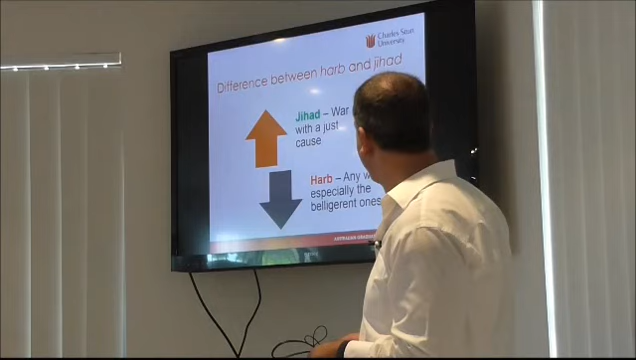 Charles Sturt
University
Difference between harb and jihad
Jihad – War
with a just
cause
Harb – Any
especially the
belligerent ones